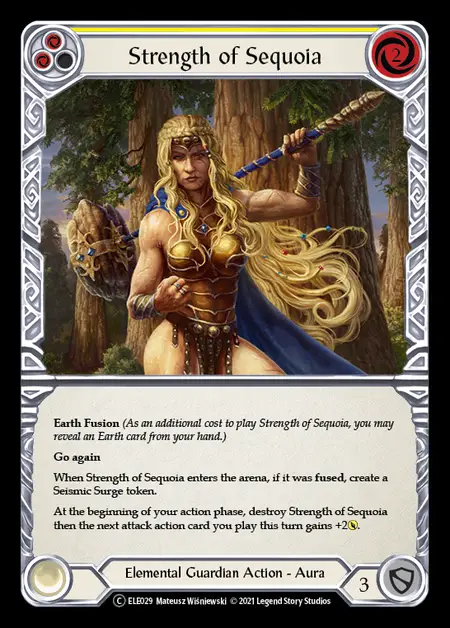 Strength of Sequoia
2
Earth Fusion (As an additional cost to play Strength of Sequoia, you may
reveal an Earth card from your hand.)
Go again
When Strength of Sequoia enters the arena, if it was fused, create a
Seismic Surge token.
At the beginning of your action phase, destroy Strength of Sequoia
then the next attack action card you play this turn gains +2.
Elemental Guardian Action - Aura
3
C ELE029 Mateusz Wiśniewski © 2021 Legend Story Studios